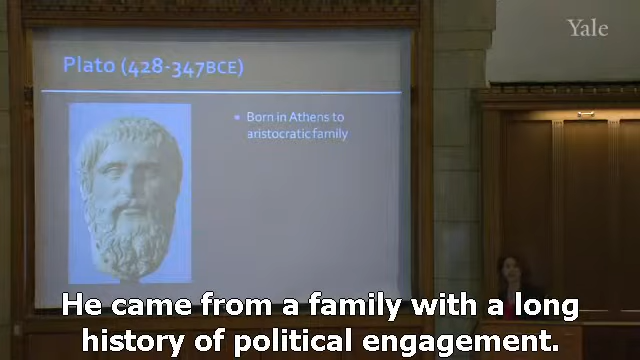 Yale
Plato (428-347BCE)
Born in Athens to
aristocratic family
He came from a family with a long
history of political engagement.